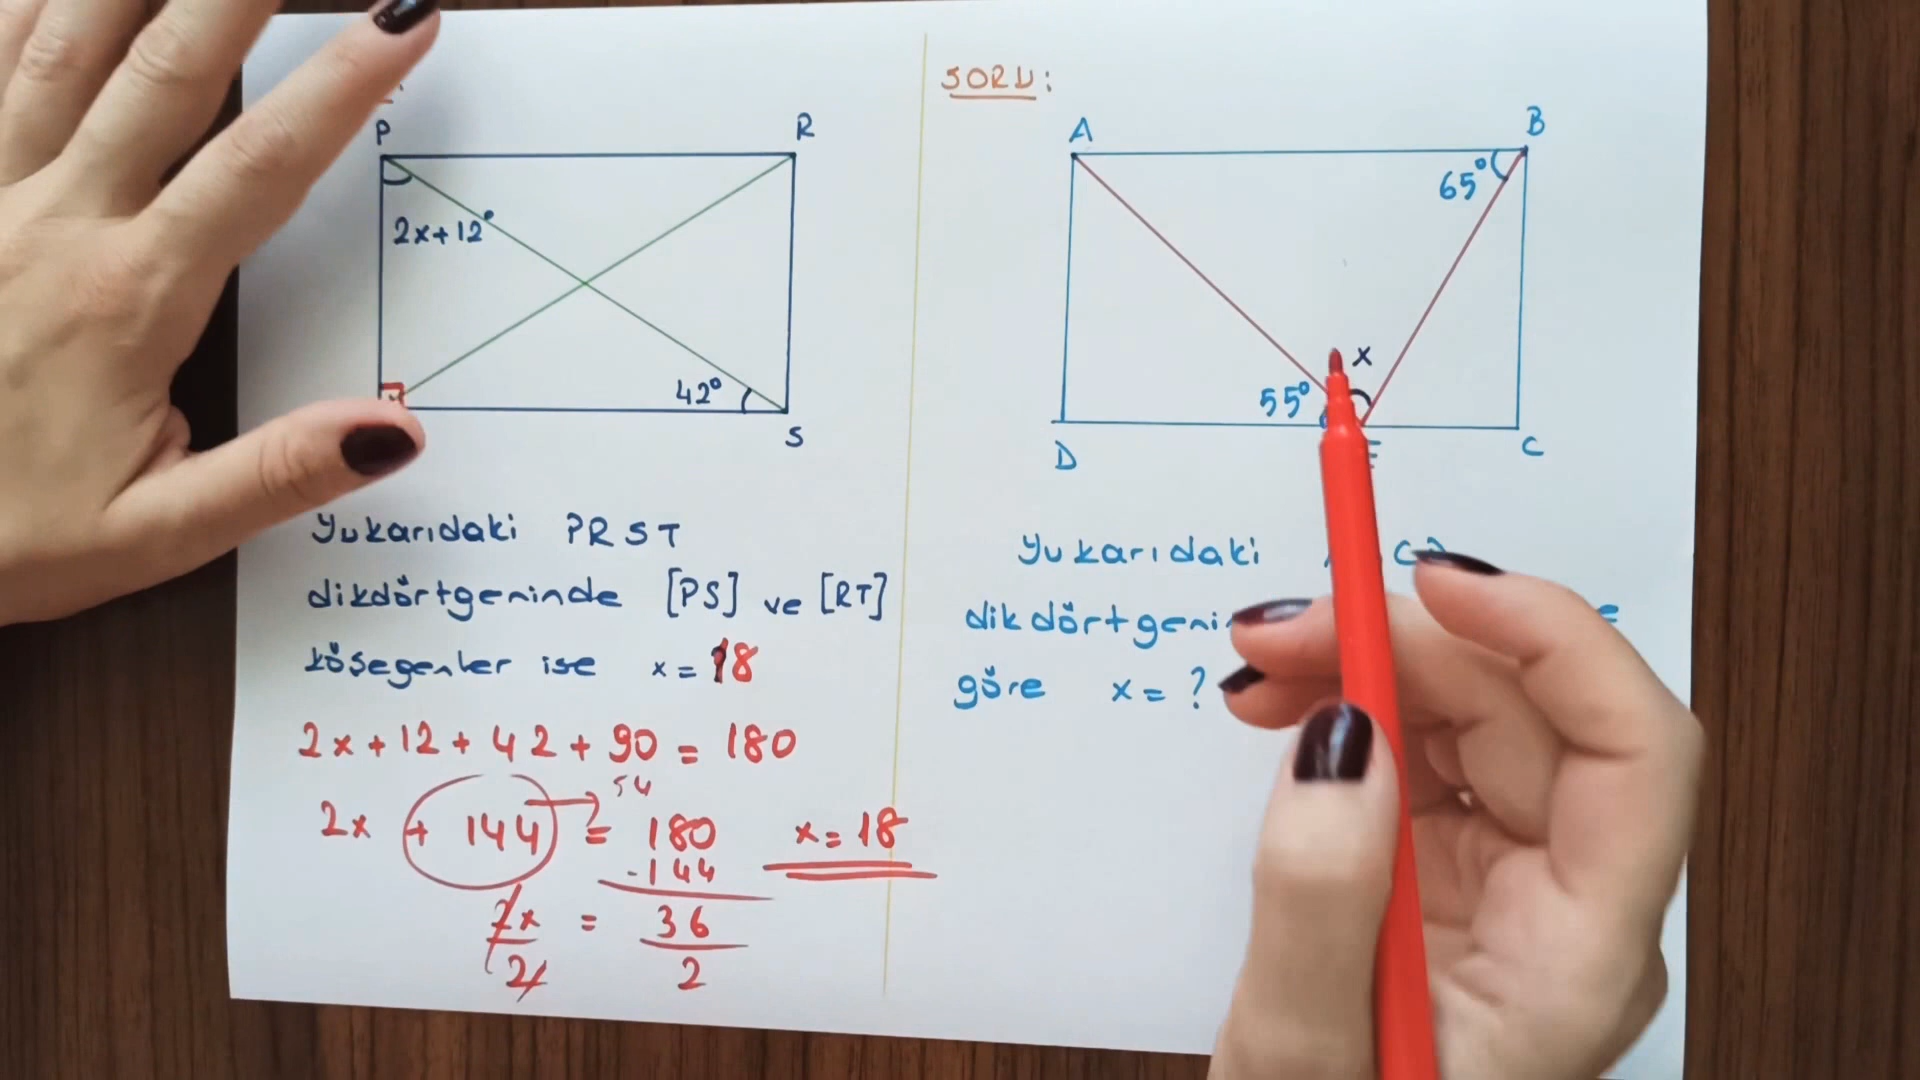 P
R
2x+12°
42°
S
Yukarıdaki PRST
dikdörtgeninde [PS] ve [RT]
köşegenler ise x = 18
2x+12+42+90=180
54
2x + 144 = 180
-144
x=18
2x = 36
2 2
SORU:
A
B
65°
x
55°
D
E
C
Yukarıdaki
göre x = ?